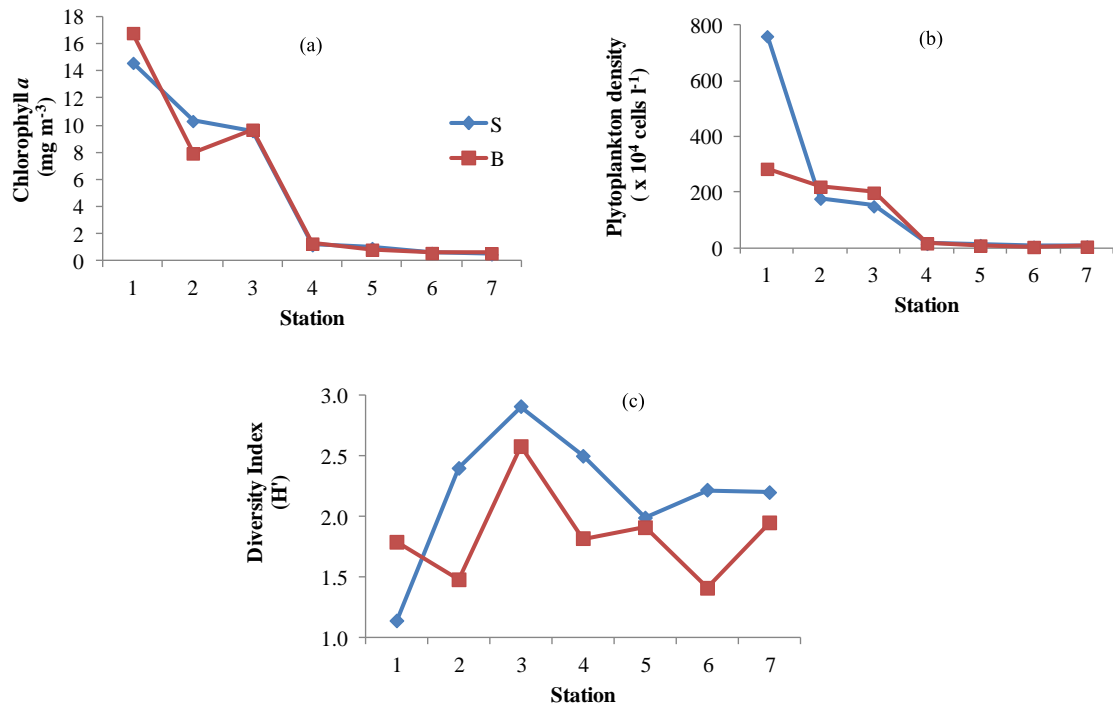 (a)
Chlorophyll a
(mg m-3)
18
16
14
12
10
8
6
4
2
0
S
B
1 2 3 4 5 6 7
Station
(b)
Plytoplankton density
( x 10⁴ cells l-1)
800
600
400
200
0
1 2 3 4 5 6 7
Station
(c)
Diversity Index
(H')
3.0
2.5
2.0
1.5
1.0
1 2 3 4 5 6 7
Station